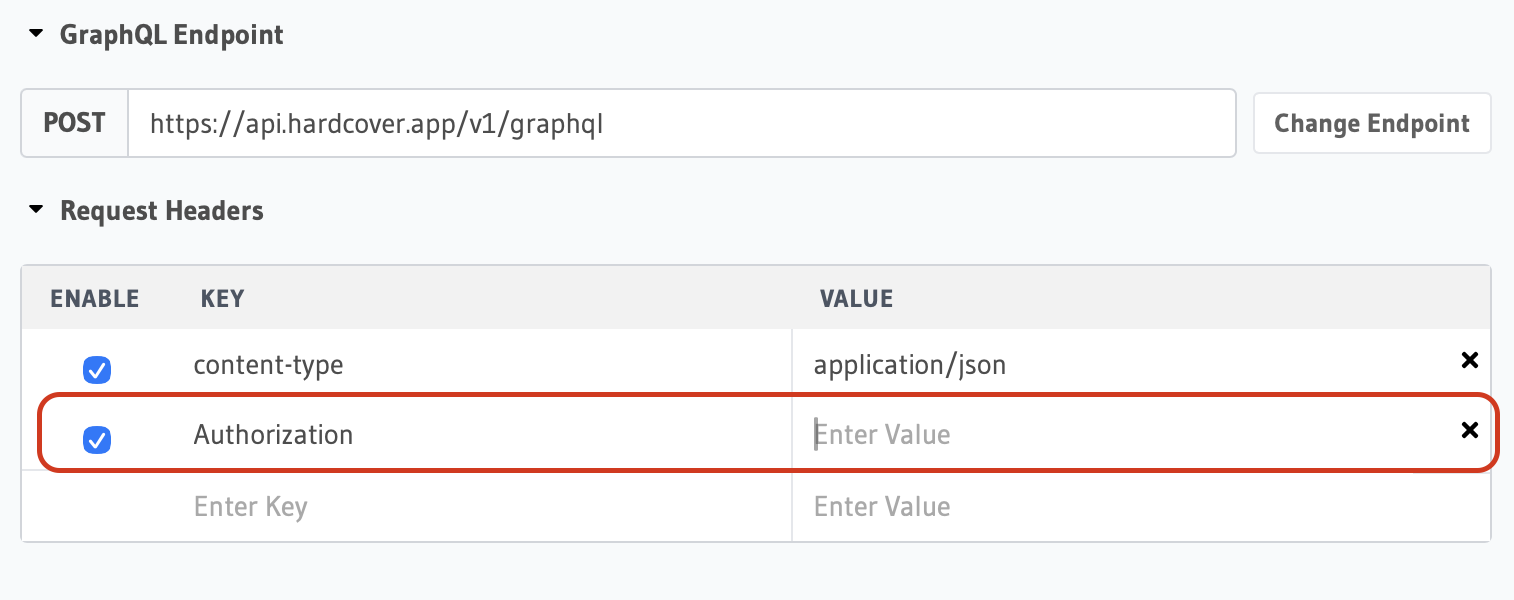 GraphQL Endpoint
POST https://api.hardcover.app/v1/graphql Change Endpoint
Request Headers
ENABLE KEY VALUE
content-type application/json
Authorization Enter Value
Enter Key Enter Value